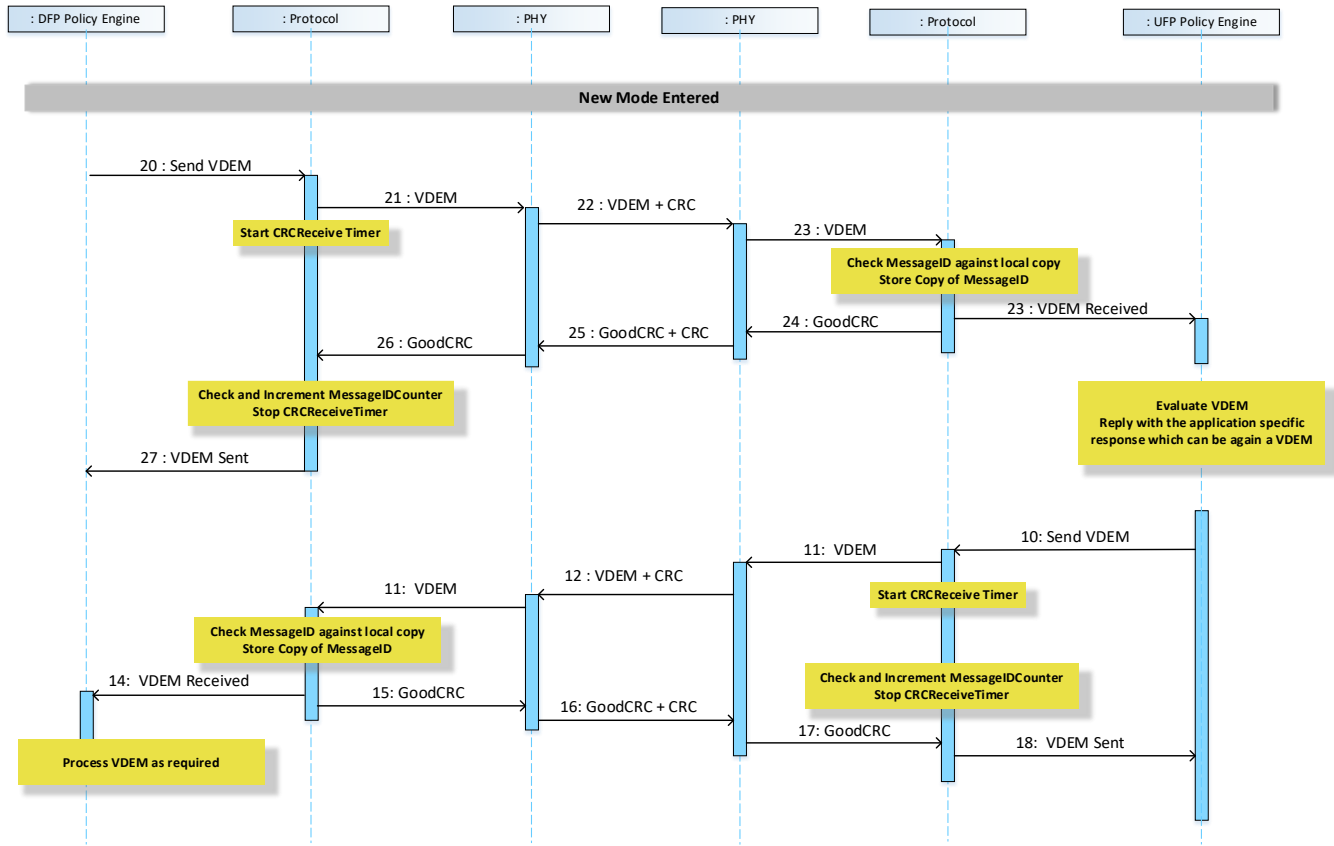 : DFP Policy Engine
: Protocol
: PHY
: PHY
: Protocol
: UFP Policy Engine
New Mode Entered
20 : Send VDEM
21 : VDEM
22 : VDEM + CRC
Start CRCReceive Timer
23 : VDEM
Check MessageID against local copy
Store Copy of MessageID
23 : VDEM Received
24 : GoodCRC
25 : GoodCRC + CRC
26 : GoodCRC
Check and Increment MessageIDCounter
Stop CRCReceiveTimer
Evaluate VDEM
Reply with the application specific
response which can be again a VDEM
27 : VDEM Sent
10: Send VDEM
11: VDEM
12 : VDEM + CRC
11: VDEM
Start CRCReceive Timer
Check MessageID against local copy
Store Copy of MessageID
14: VDEM Received
15: GoodCRC
Check and Increment MessageIDCounter
Stop CRCReceiveTimer
16: GoodCRC + CRC
17: GoodCRC
18: VDEM Sent
Process VDEM as required